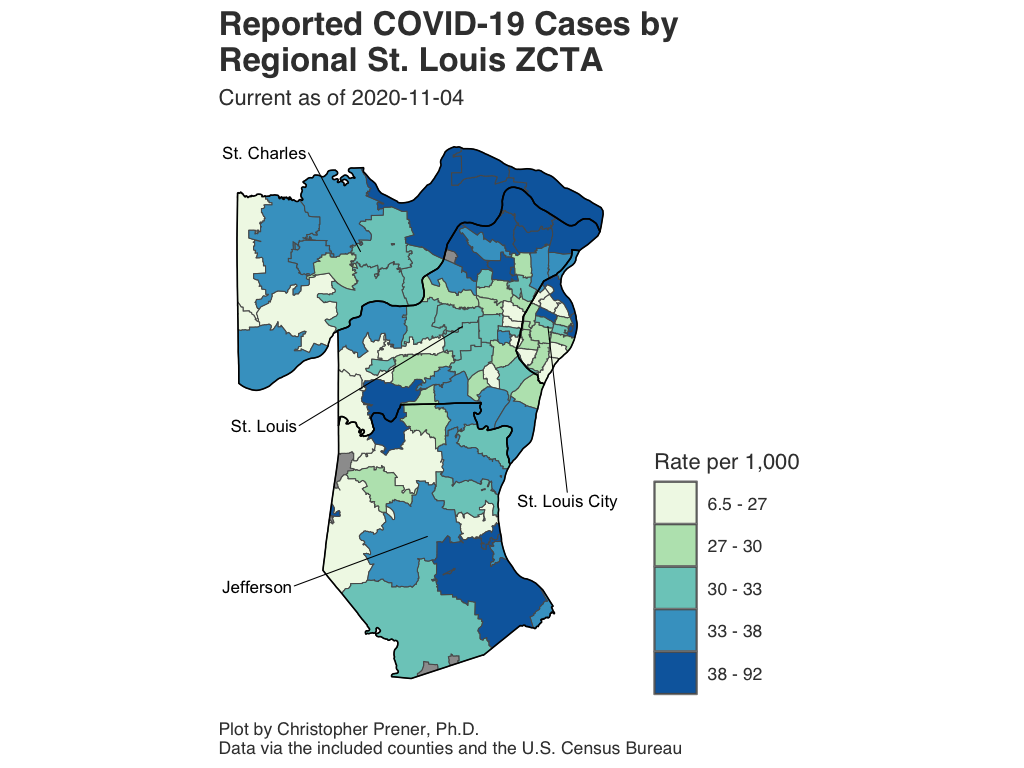 Reported COVID-19 Cases by
Regional St. Louis ZCTA
Current as of 2020-11-04
St. Charles
St. Louis
St. Louis City
Jefferson
Rate per 1,000
6.5 - 27
27 - 30
30 - 33
33 - 38
38 - 92
Plot by Christopher Prener, Ph.D.
Data via the included counties and the U.S. Census Bureau